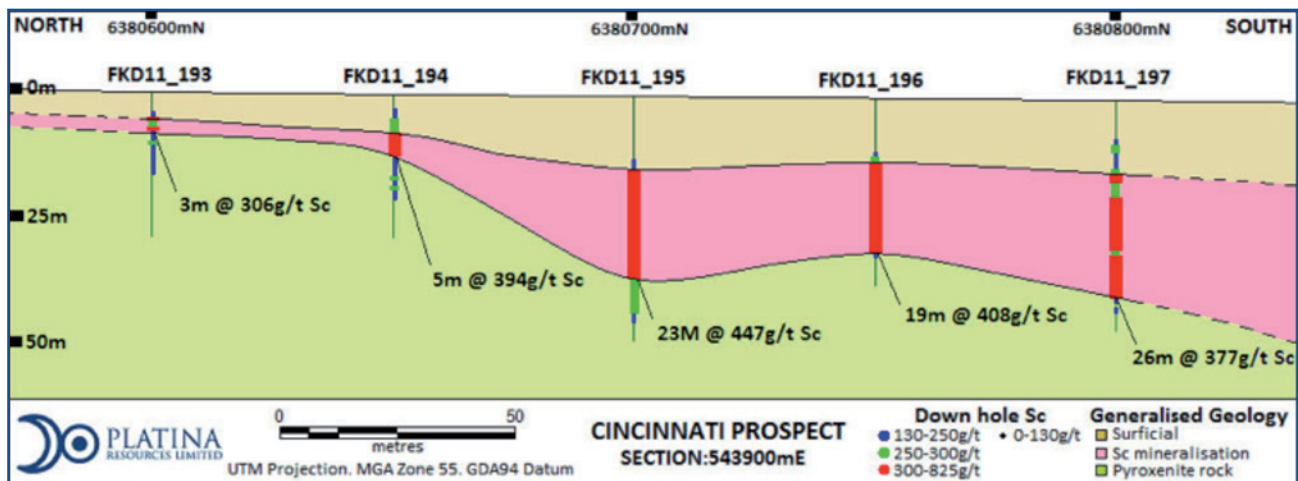 NORTH
6380600mN
6380700mN
6380800mN
SOUTH
FKD11_193
FKD11_194
FKD11_195
FKD11_196
FKD11_197
0m
25m
50m
3m @ 306g/t Sc
5m @ 394g/t Sc
23M @ 447g/t Sc
19m @ 408g/t Sc
26m @ 377g/t Sc
PLATINA
RESOURCES LIMITED
0 50
metres
UTM Projection. MGA Zone 55. GDA94 Datum
CINCINNATI PROSPECT
SECTION:543900mE
Down hole Sc
130-250g/t
0-130g/t
250-300g/t
300-825g/t
Generalised Geology
Surficial
Sc mineralisation
Pyroxenite rock